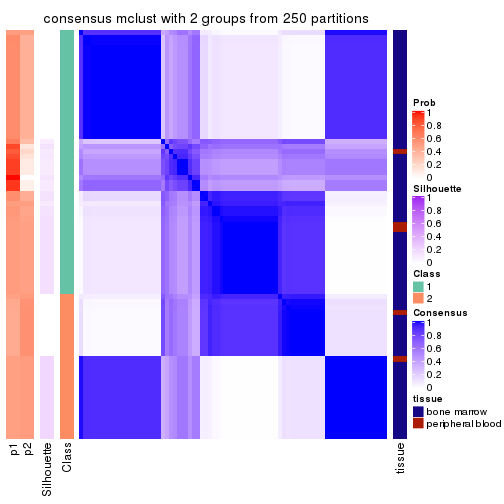 consensus mclust with 2 groups from 250 partitions
Prob
1
0.8
0.6
0.4
0.2
0
Silhouette
1
0.8
0.6
0.4
0.2
0
Class
1
2
Consensus
1
0.8
0.6
0.4
0.2
0
tissue
bone marrow
peripheral blood
p1
p2
Silhouette
Class
tissue